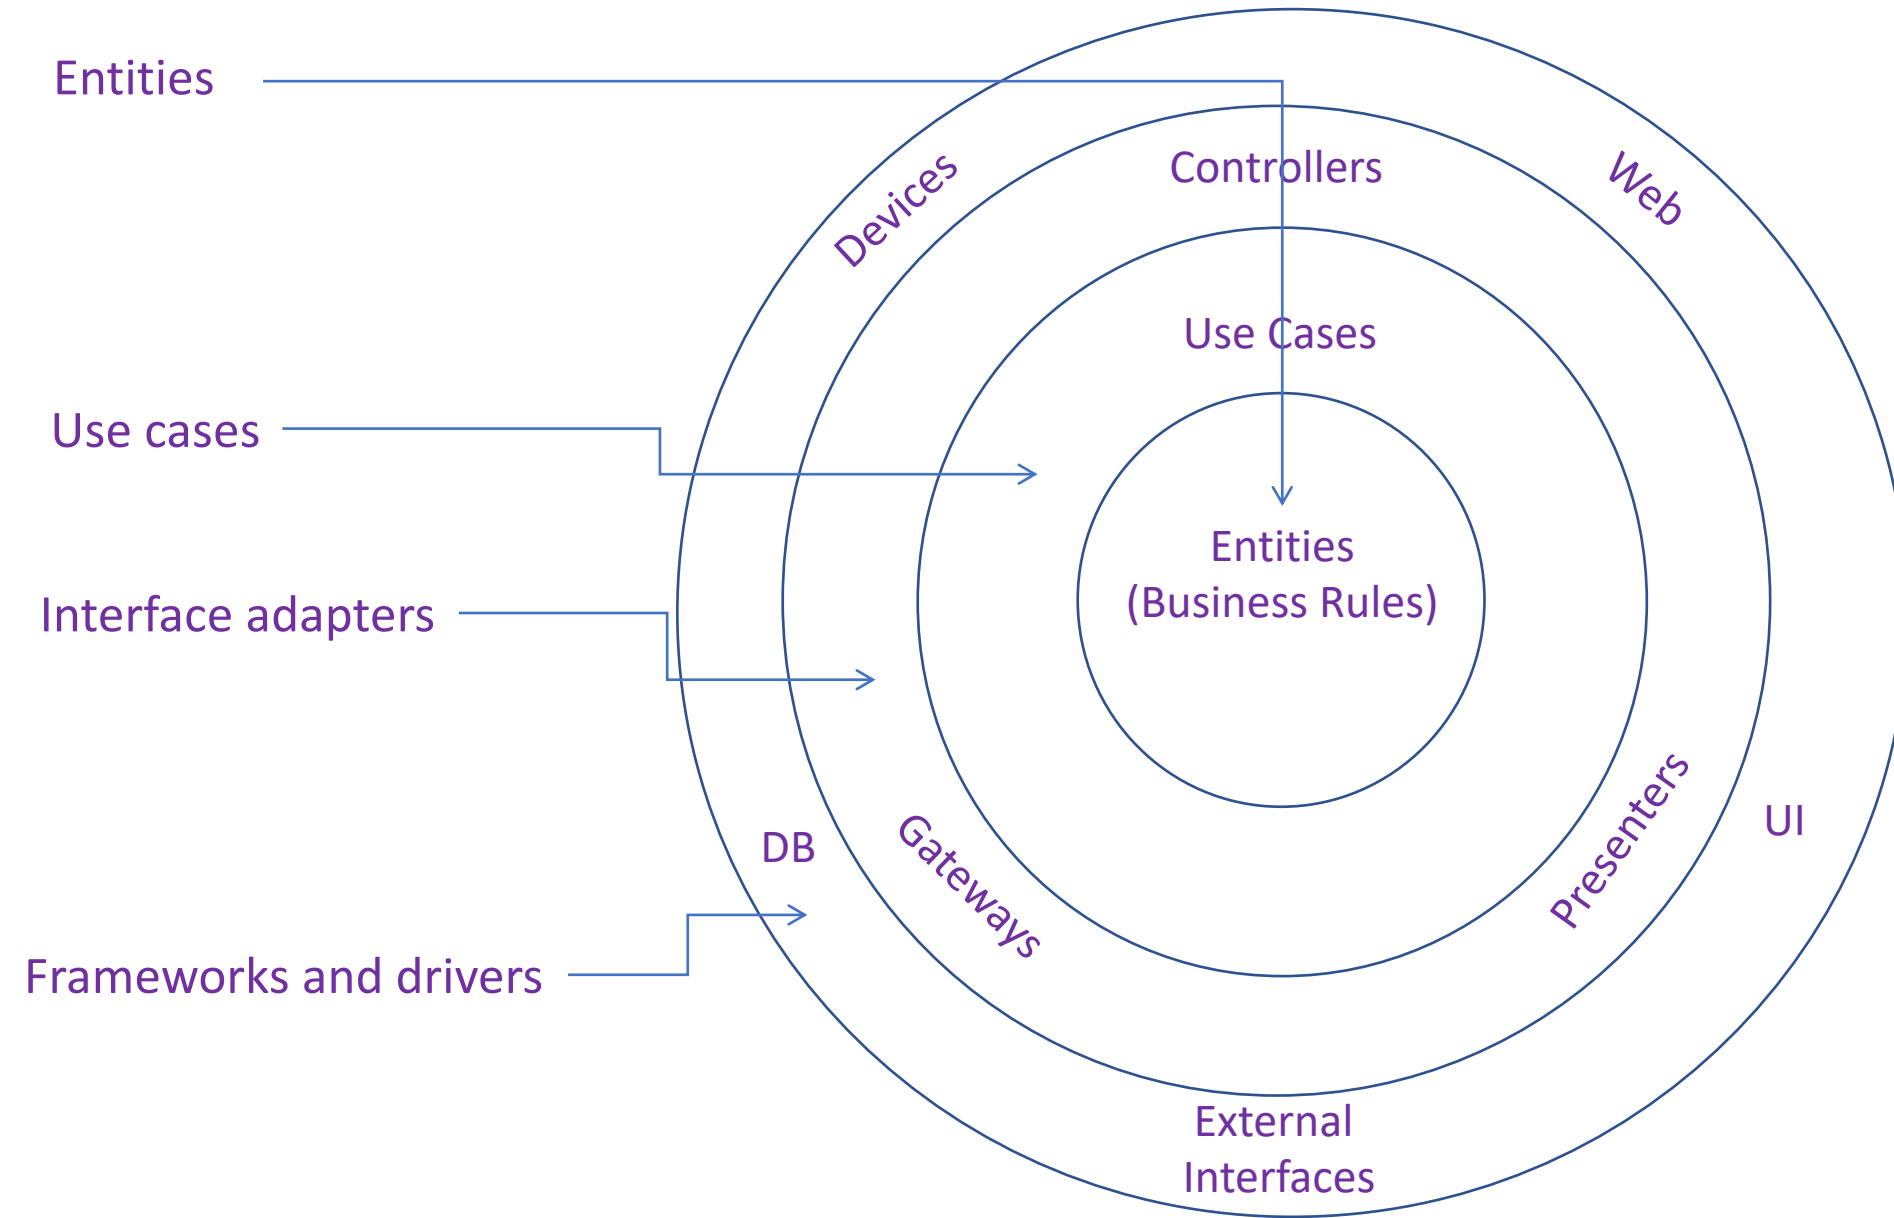 Entities
Devices
Controllers
Web
Use Cases
Use cases
Entities
(Business Rules)
Interface adapters
DB
Gateways
Presenters
UI
Frameworks and drivers
External
Interfaces